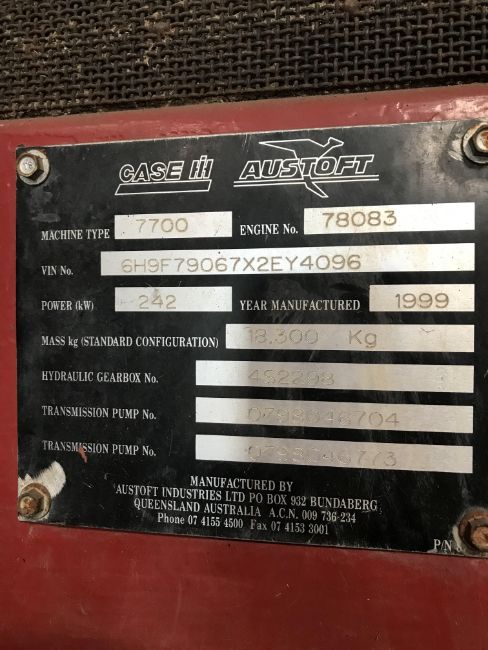 CASE IH AUSTOFT
MACHINE TYPE 7700 ENGINE No. 78083
VIN No. 6H9F79067X2EY4096
POWER (kW) 242 YEAR MANUFACTURED 1999
MASS kg (STANDARD CONFIGURATION) 18,300 Kg
HYDRAULIC GEARBOX No. 4S2298
TRANSMISSION PUMP No. 0798046704
TRANSMISSION PUMP No.
MANUFACTURED BY
AUSTOFT INDUSTRIES LTD PO BOX 932 BUNDABERG
QUEENSLAND AUSTRALIA A.C.N. 009 736-234
Phone 07 4155 4500 Fax 07 4153 3001
P/N